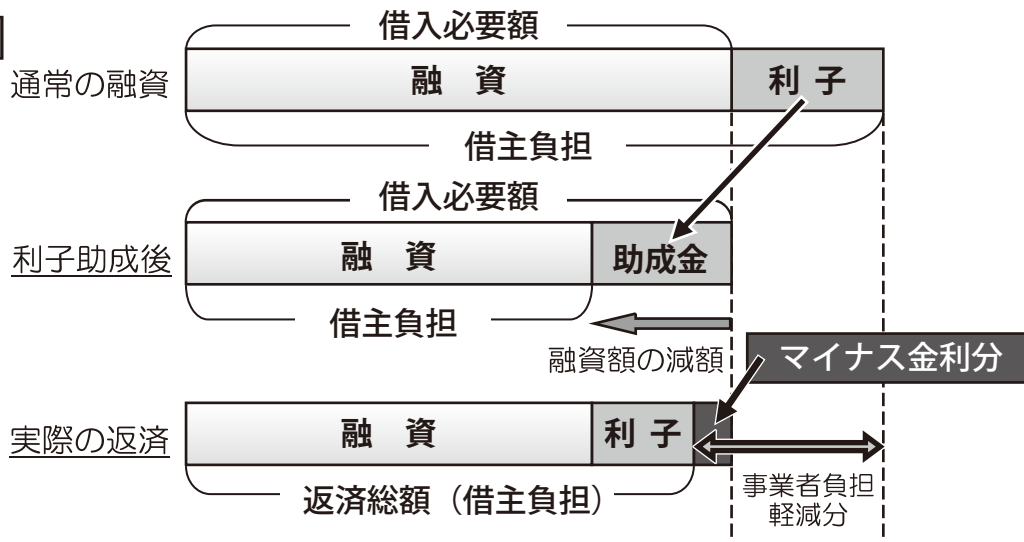 借入必要額
通常の融資
融 資
利 子
借主負担
借入必要額
利子助成後
融 資
助成金
借主負担
融資額の減額
マイナス金利分
実際の返済
融 資
利 子
返済総額（借主負担）
事業者負担
軽減分